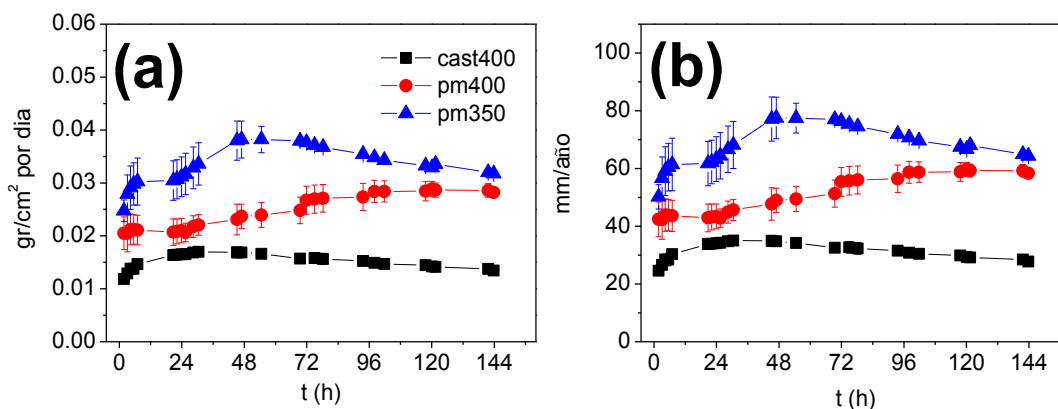 (a)
cast400
pm400
pm350
gr/cm² por dia
0.06
0.05
0.04
0.03
0.02
0.01
0.00
0 24 48 72 96 120 144
t (h)
(b)
mm/año
100
80
60
40
20
0
0 24 48 72 96 120 144
t (h)